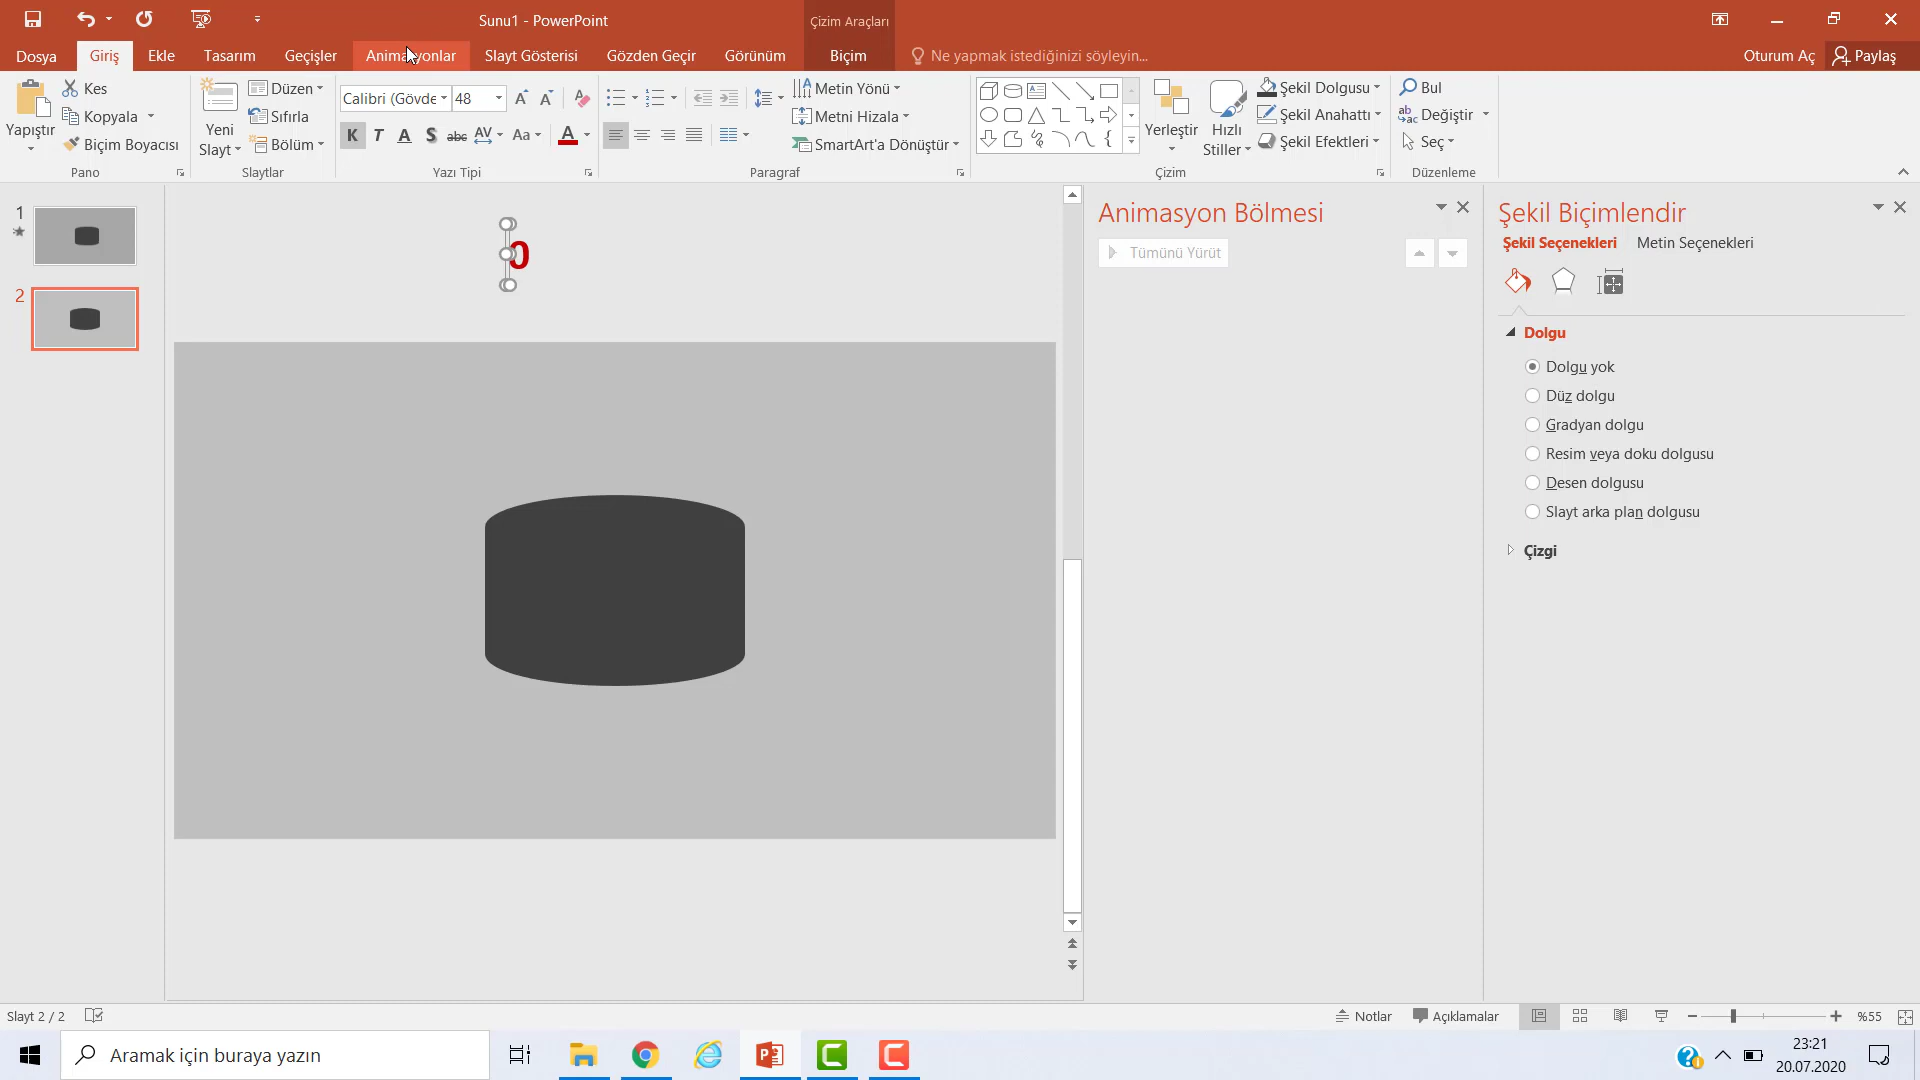 Sunu1 - PowerPoint
Çizim Araçları
Dosya
Giriş
Ekle
Tasarım
Geçişler
Animasyonlar
Slayt Gösterisi
Gözden Geçir
Görünüm
Biçim
Ne yapmak istediğinizi söyleyin...
Oturum Aç
Paylaş
Yapıştır
Kes
Kopyala
Biçim Boyacısı
Pano
Yeni
Slayt
Düzen
Sıfırla
Bölüm
Slaytlar
Calibri (Gövde
48
K T A S abc AV Aa A
Yazı Tipi
Metin Yönü
Metni Hizala
SmartArt'a Dönüştür
Paragraf
Yerleştir
Hızlı
Stiller
Şekil Dolgusu
Şekil Anahattı
Şekil Efektleri
Çizim
Bul
Değiştir
Seç
Düzenleme
1
2
0
Animasyon Bölmesi
Tümünü Yürüt
Şekil Biçimlendir
Şekil Seçenekleri
Metin Seçenekleri
Dolgu
Dolgu yok
Düz dolgu
Gradyan dolgu
Resim veya doku dolgusu
Desen dolgusu
Slayt arka plan dolgusu
Çizgi
Slayt 2 / 2
Notlar
Açıklamalar
%55
Aramak için buraya yazın
23:21
20.07.2020